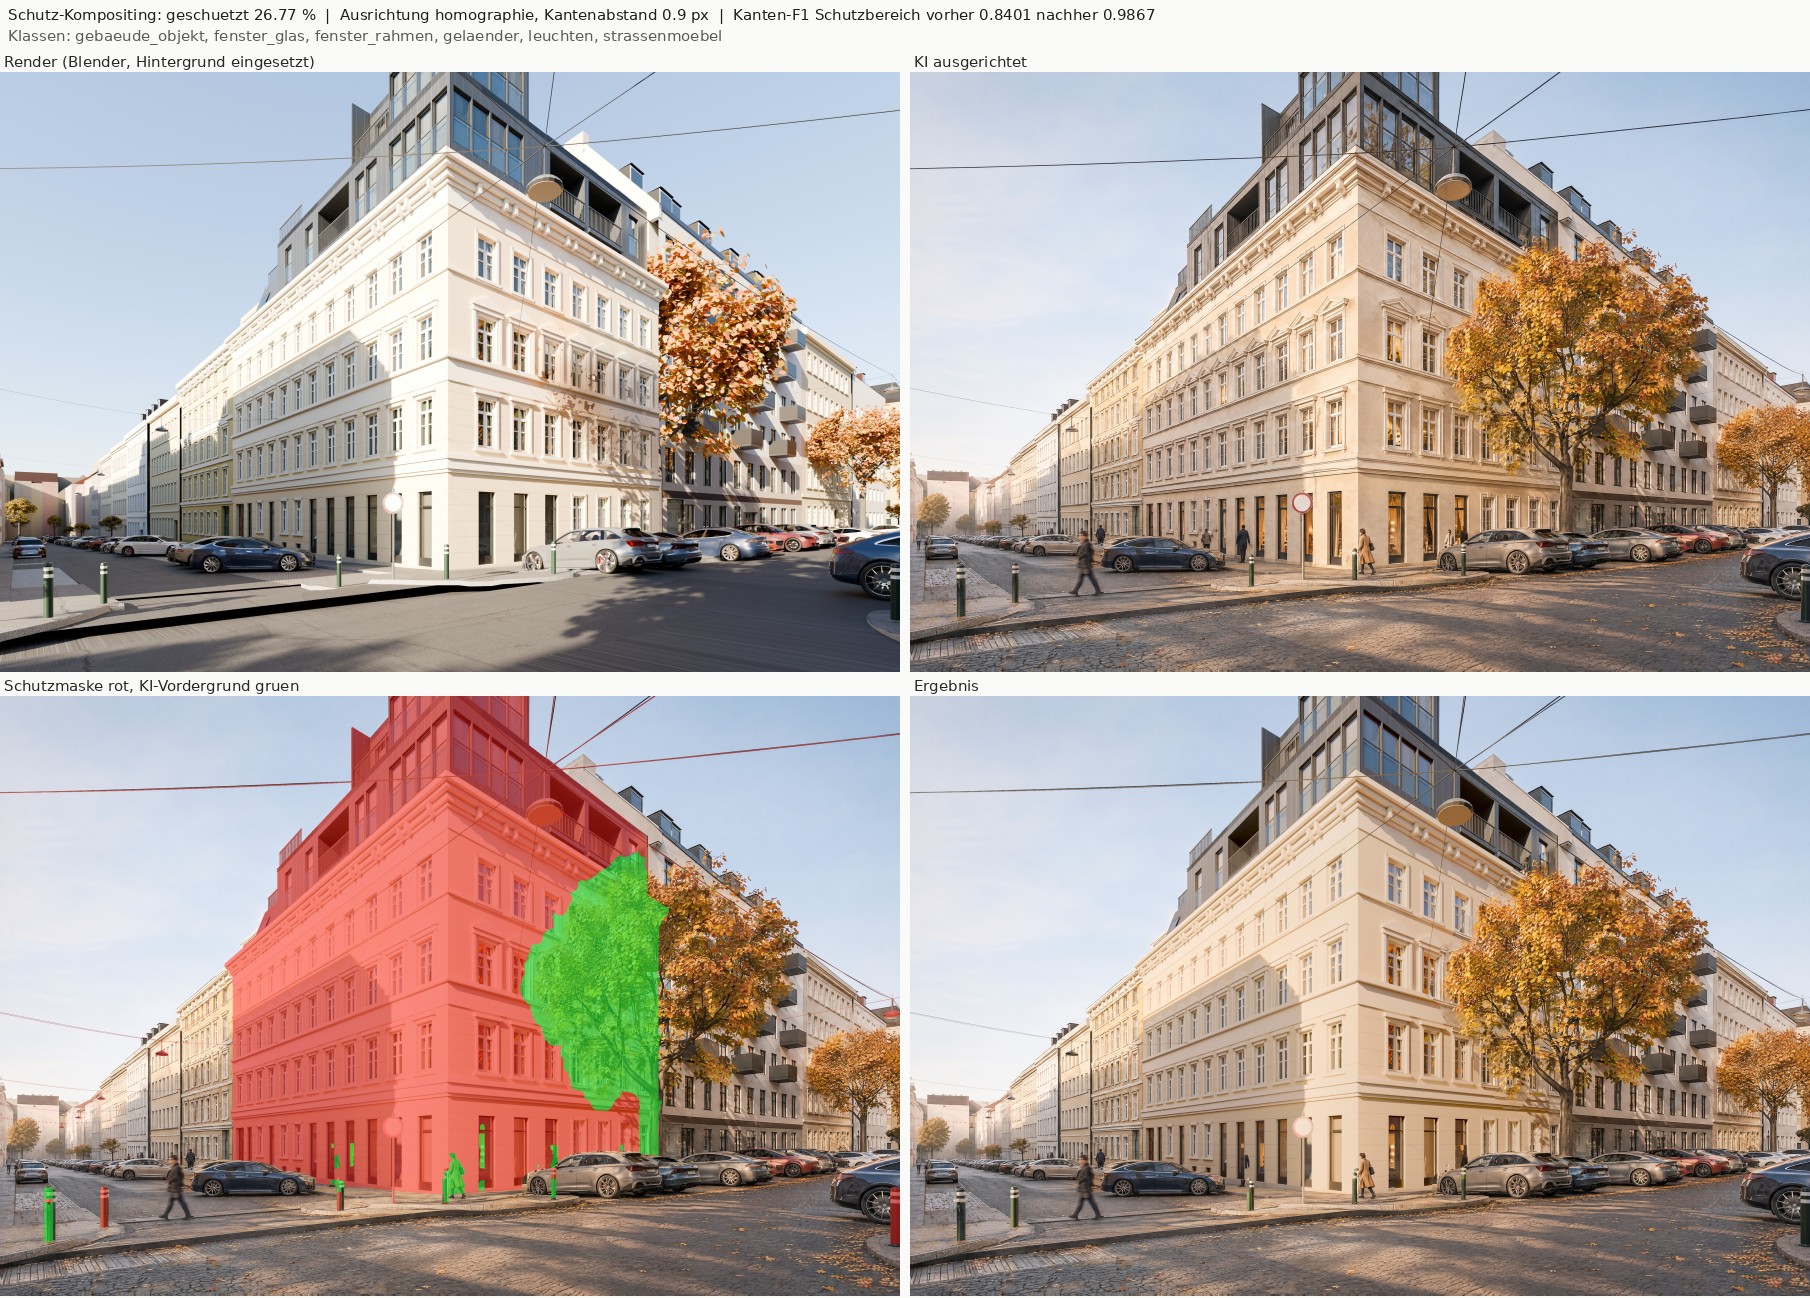 Schutz-Kompositing: geschuetzt 26.77 % | Ausrichtung homographie, Kantenabstand 0.9 px | Kanten-F1 Schutzbereich vorher 0.8401 nachher 0.9867
Klassen: gebaeude_objekt, fenster_glas, fenster_rahmen, gelaender, leuchten, strassenmoebel
Render (Blender, Hintergrund eingesetzt)
KI ausgerichtet
Schutzmaske rot, KI-Vordergrund gruen
Ergebnis